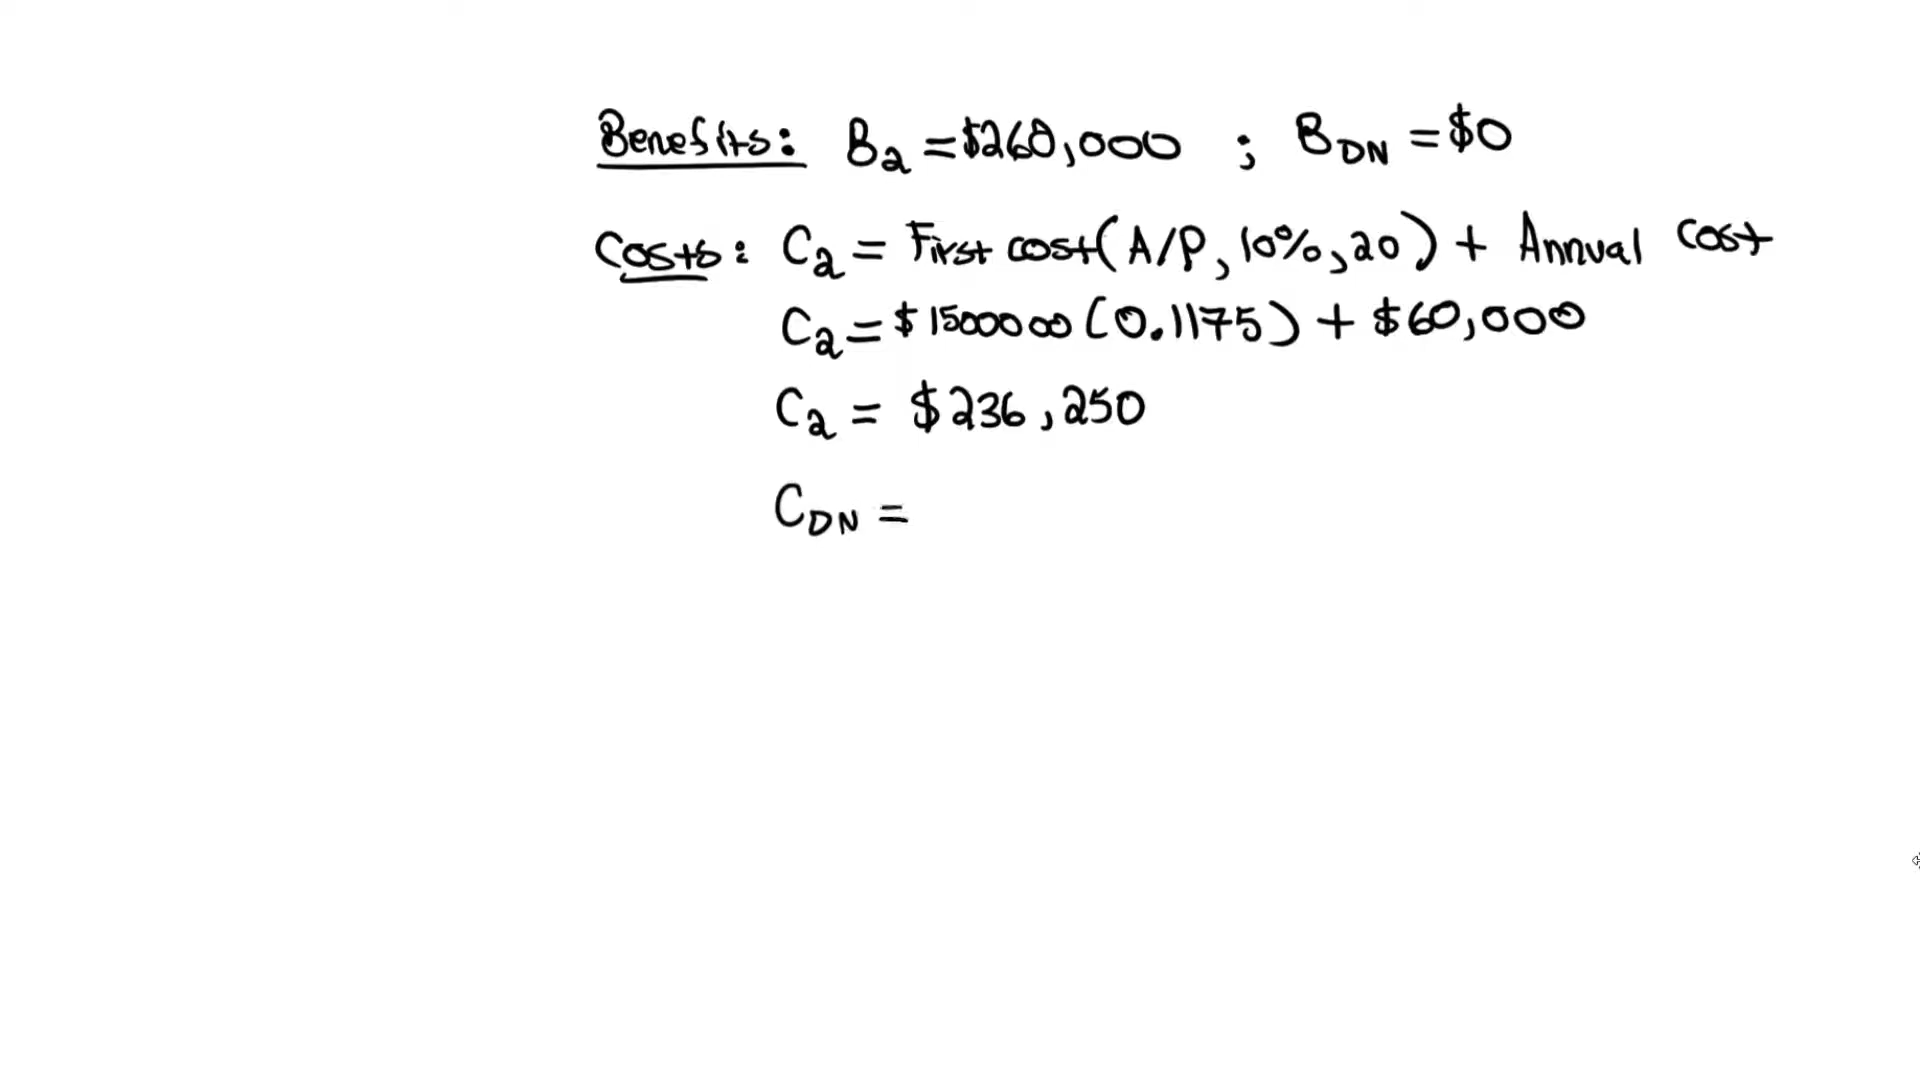 Benefits: B2 = $260,000 ; BDN = $0
Costs: C2 = First cost(A/P,10%,20) + Annual Cost
C2 = $1500000(0.1175) + $60,000
C2 = $236,250
CDN =